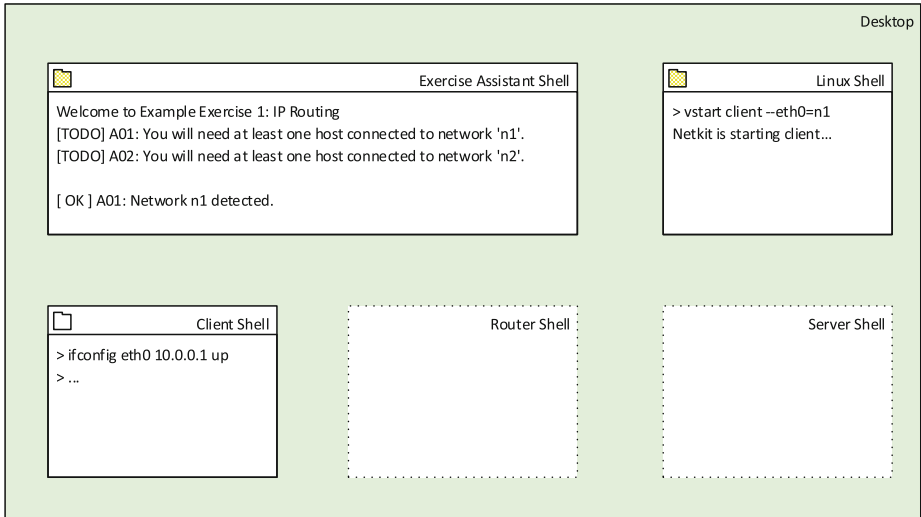 Desktop
Exercise Assistant Shell
Welcome to Example Exercise 1: IP Routing
[TODO] A01: You will need at least one host connected to network 'n1'.
[TODO] A02: You will need at least one host connected to network 'n2'.
[ OK ] A01: Network n1 detected.
Linux Shell
> vstart client --eth0=n1
Netkit is starting client...
Client Shell
> ifconfig eth0 10.0.0.1 up
> ...
Router Shell
Server Shell